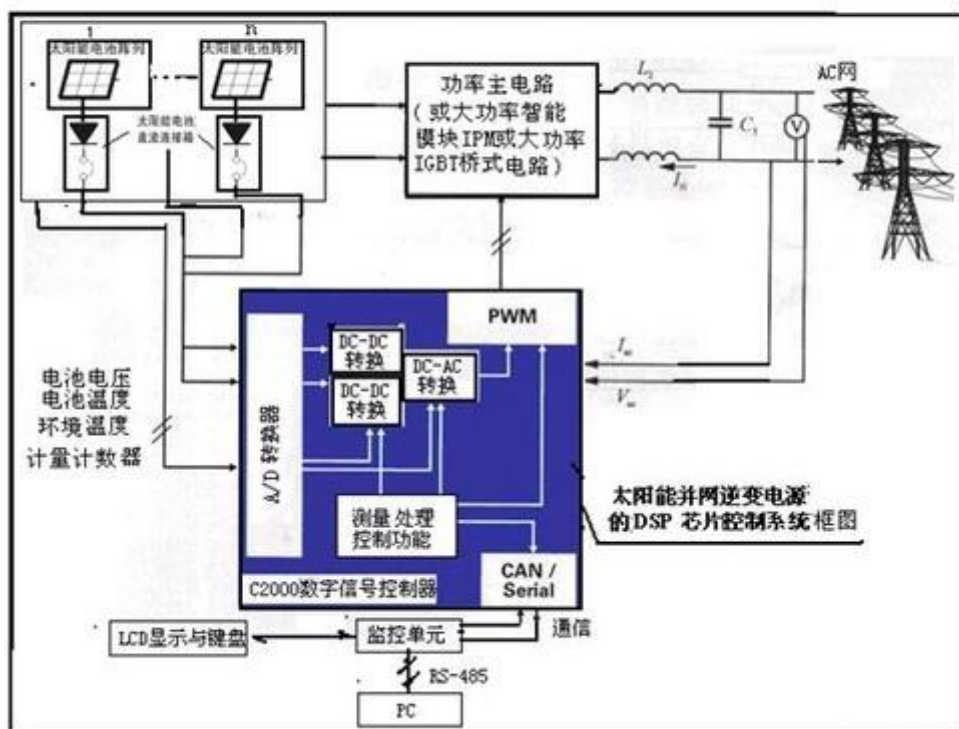 1
n
太阳能电池阵列
太阳能电池阵列
太阳能电池
直流连接箱
功率主电路
(或大功率智能
模块IPM或大功率
IGBT桥式电路)
AC网
V
PWM
DC-DC
转换
DC-DC
转换
DC-AC
转换
A/D 转换器
测量处理
控制功能
CAN /
Serial
C2000数字信号控制器
电池电压
电池温度
环境温度
计量计数器
太阳能并网逆变电源
的DSP 芯片控制系统框图
LCD显示与键盘
监控单元
通信
RS-485
PC